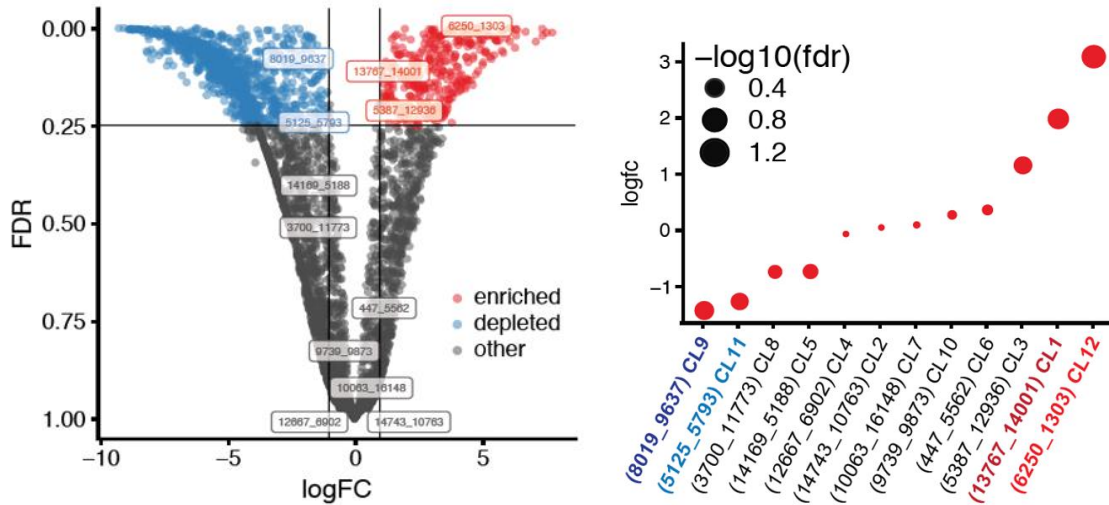 0.00
0.25
0.50
0.75
1.00
FDR
−10
−5
0
5
logFC
6250_1303
8019_9637
13767_14001
5387_12936
5125_5793
14169_5188
3700_11773
447_5562
9739_9873
10063_16148
12667_6902
14743_10763
enriched
depleted
other
−log10(fdr)
0.4
0.8
1.2
3
2
1
0
−1
logfc
(8019_9637) CL9
(5125_5793) CL11
(3700_11773) CL8
(14169_5188) CL5
(12667_6902) CL4
(14743_10763) CL2
(10063_16148) CL7
(9739_9873) CL10
(447_5562) CL6
(5387_12936) CL3
(13767_14001) CL1
(6250_1303) CL12